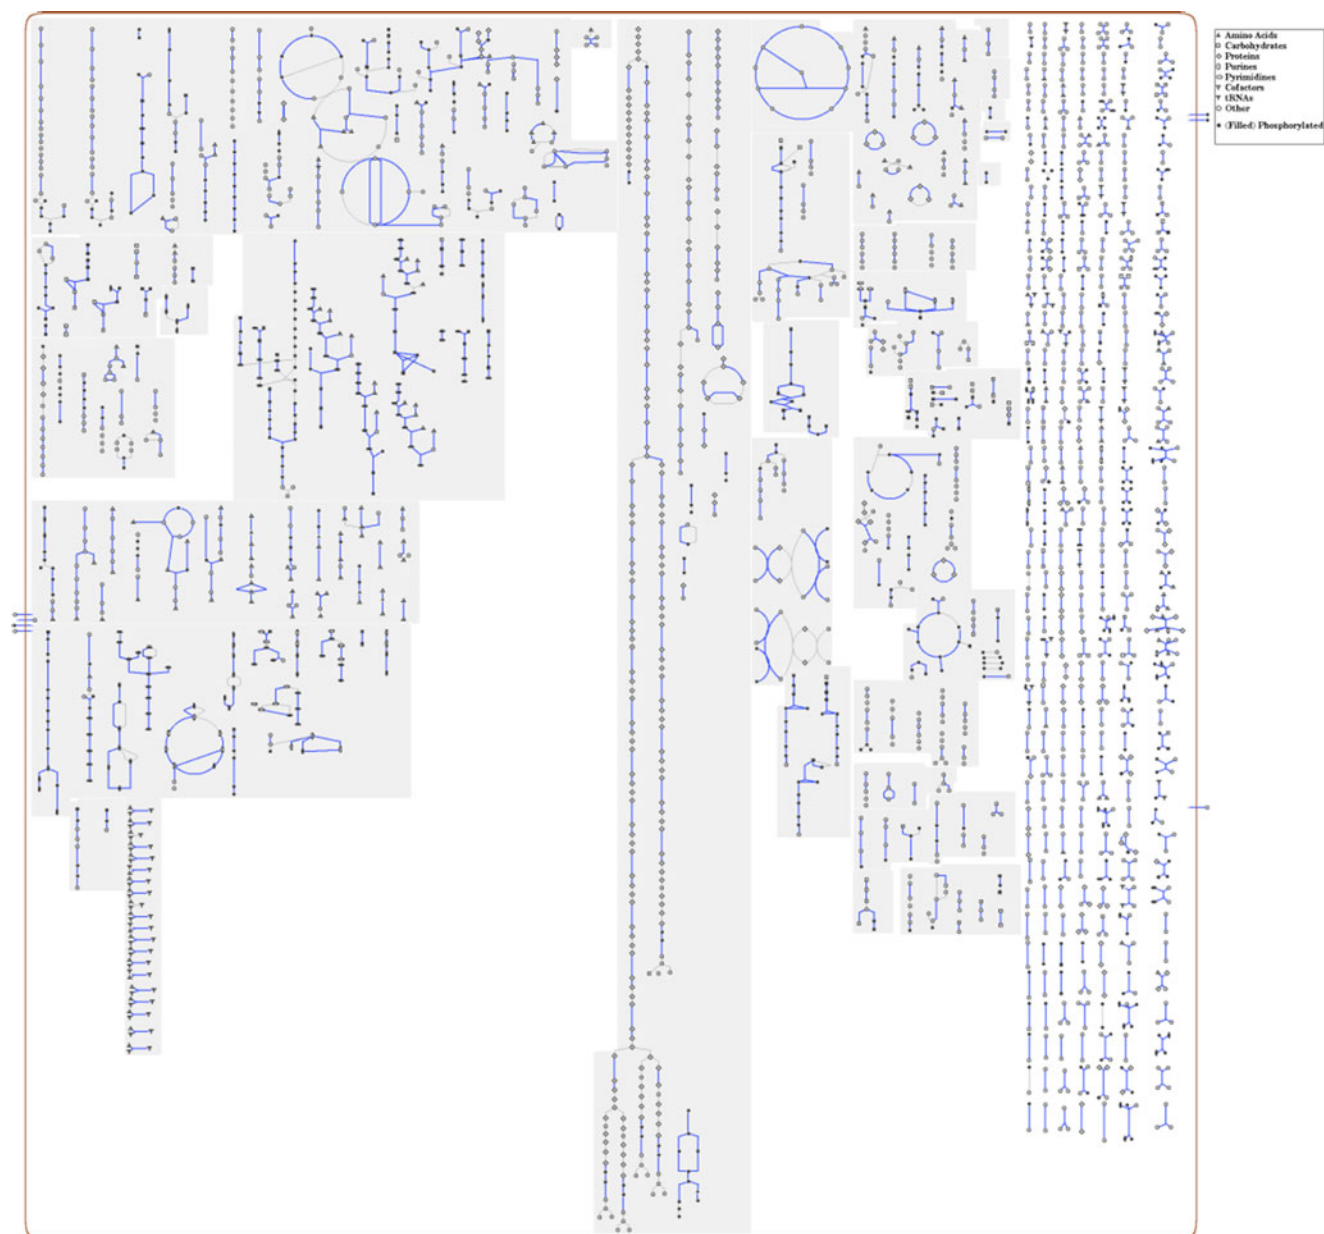 Amino Acids
Carbohydrates
Proteins
Purines
Pyrimidines
Cofactors
tRNAs
Other
(Filled) Phosphorylated